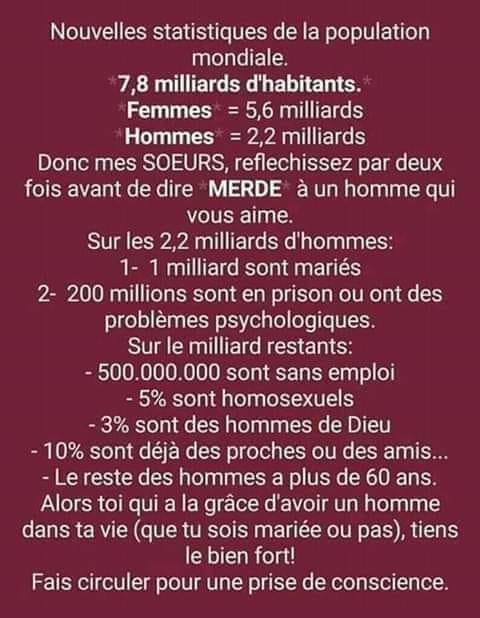 Nouvelles statistiques de la population
mondiale.
*7,8 milliards d'habitants.*
*Femmes* = 5,6 milliards
*Hommes* = 2,2 milliards
Donc mes SOEURS, reflechissez par deux
fois avant de dire *MERDE* à un homme qui
vous aime.
Sur les 2,2 milliards d'hommes:
1- 1 milliard sont mariés
2- 200 millions sont en prison ou ont des
problèmes psychologiques.
Sur le milliard restants:
- 500.000.000 sont sans emploi
- 5% sont homosexuels
- 3% sont des hommes de Dieu
- 10% sont déjà des proches ou des amis...
- Le reste des hommes a plus de 60 ans.
Alors toi qui a la grâce d'avoir un homme
dans ta vie (que tu sois mariée ou pas), tiens
le bien fort!
Fais circuler pour une prise de conscience.